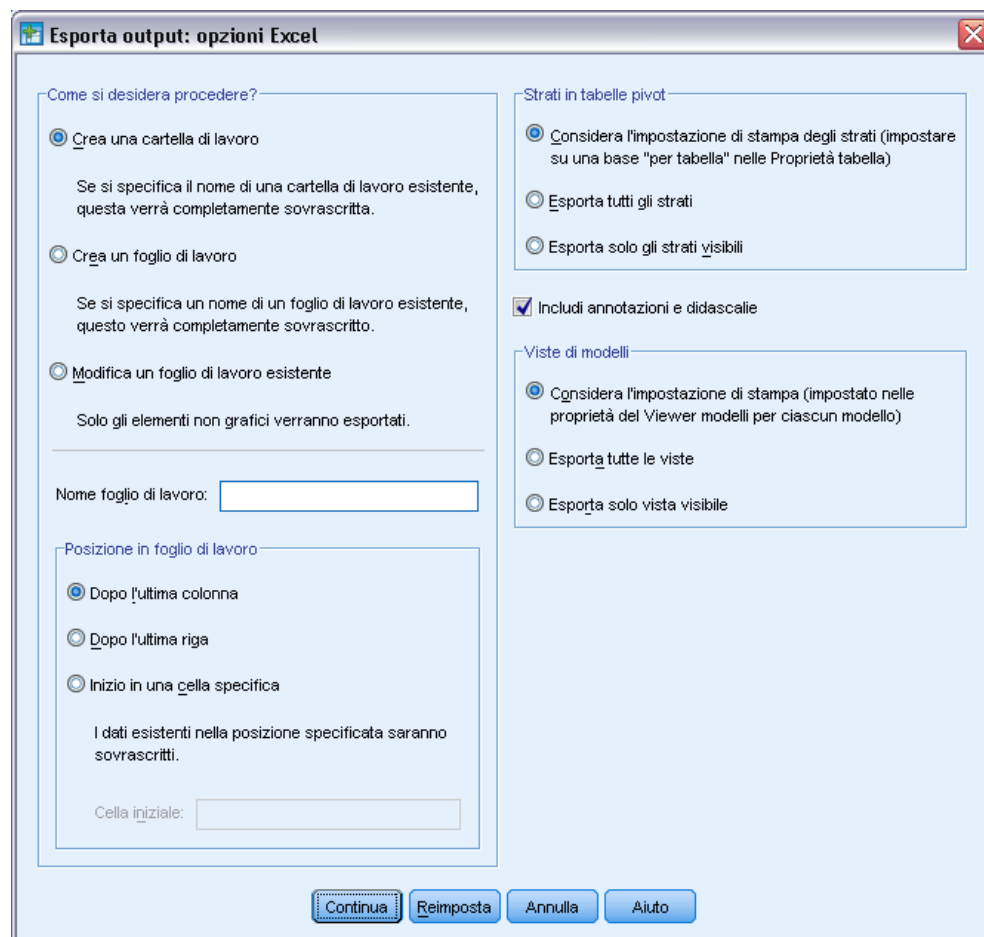 Esporta output: opzioni Excel
Come si desidera procedere?
Crea una cartella di lavoro
Se si specifica il nome di una cartella di lavoro esistente,
questa verrà completamente sovrascritta.
Crea un foglio di lavoro
Se si specifica un nome di un foglio di lavoro esistente,
questo verrà completamente sovrascritto.
Modifica un foglio di lavoro esistente
Solo gli elementi non grafici verranno esportati.
Nome foglio di lavoro:
Posizione in foglio di lavoro
Dopo l'ultima colonna
Dopo l'ultima riga
Inizio in una cella specifica
I dati esistenti nella posizione specificata saranno
sovrascritti.
Cella iniziale:
Strati in tabelle pivot
Considera l'impostazione di stampa degli strati (impostare
su una base "per tabella" nelle Proprietà tabella)
Esporta tutti gli strati
Esporta solo gli strati visibili
Includi annotazioni e didascalie
Viste di modelli
Considera l'impostazione di stampa (impostato nelle
proprietà del Viewer modelli per ciascun modello)
Esporta tutte le viste
Esporta solo vista visibile
Continua
Reimposta
Annulla
Aiuto